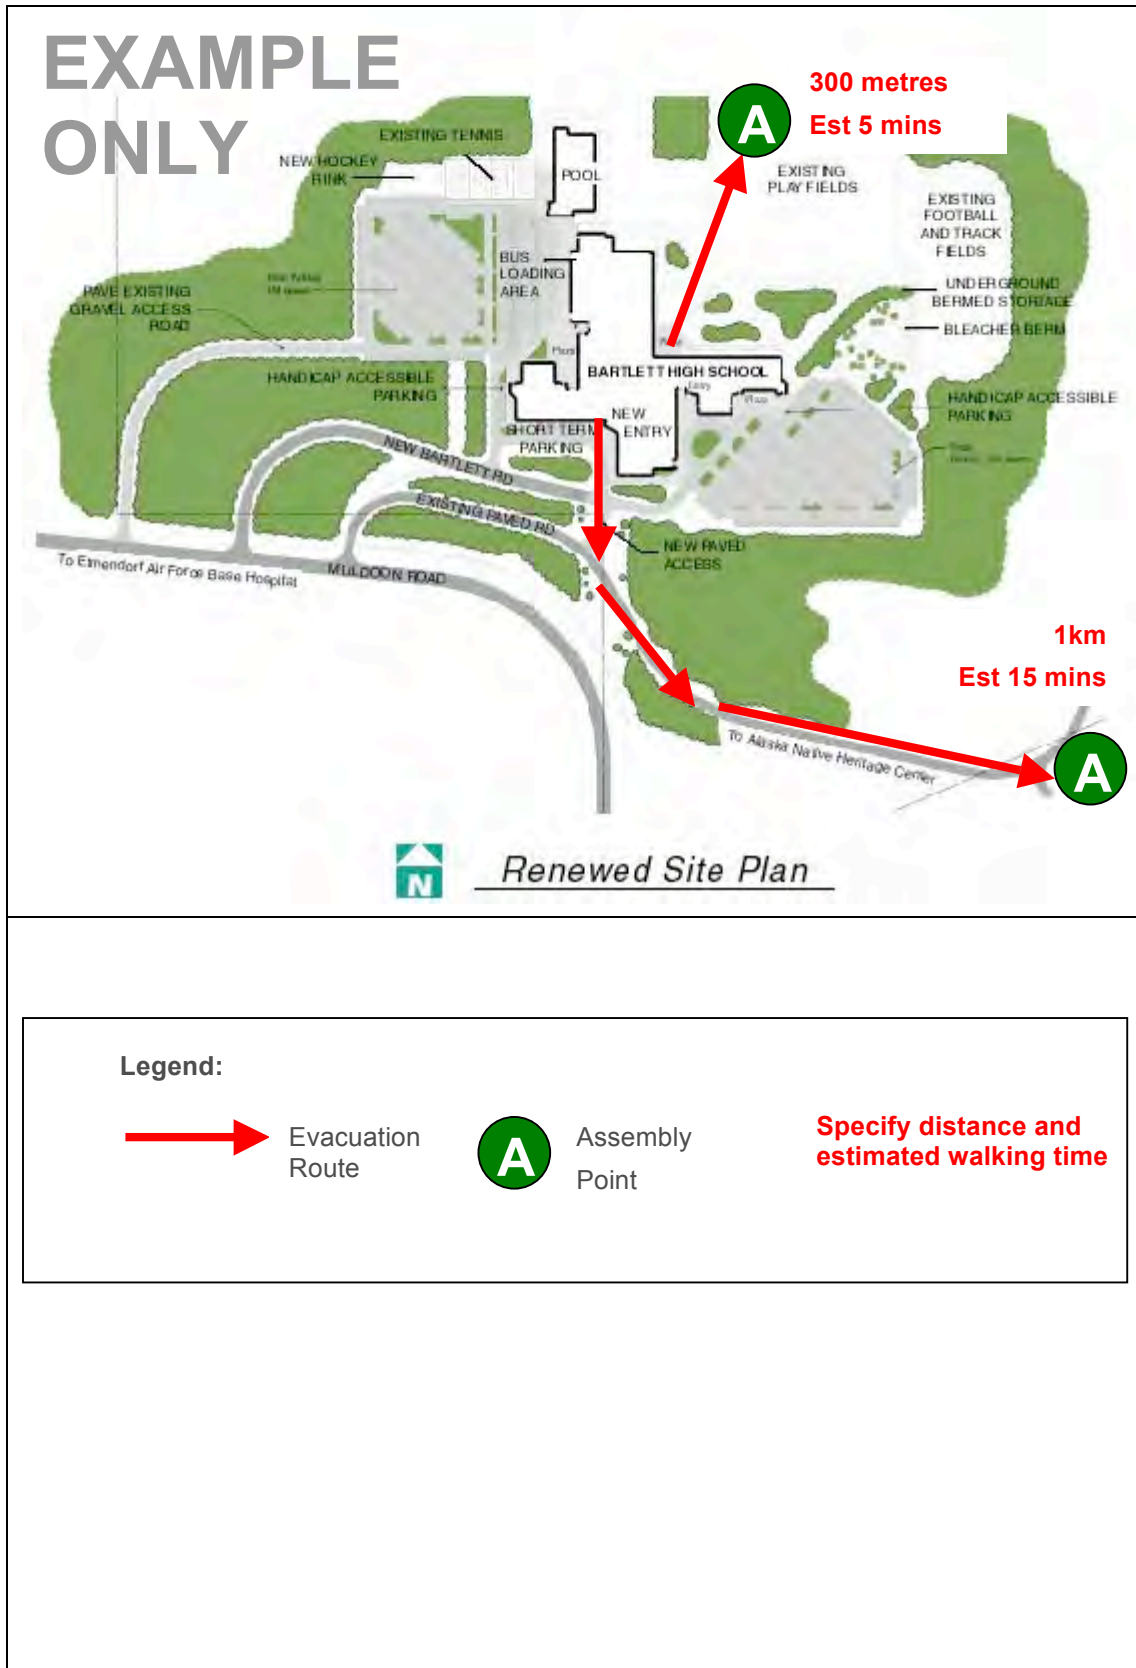 EXAMPLE
ONLY
300 metres
Est 5 mins
A
EXISTING TENNIS
NEW HOCKEY
RINK
POOL
EXISTING
PLAY FIELDS
EXISTING
FOOTBALL
AND TRACK
FIELDS
BUS
LOADING
AREA
UNDERGROUND
BERMED STORAGE
BLEACHER BERM
PAVE EXISTING
GRAVEL ACCESS
ROAD
Plaza
BARTLETT HIGH SCHOOL
Entry
Plaza
HANDICAP ACCESSIBLE
PARKING
HANDICAP ACCESSIBLE
PARKING
NEW
ENTRY
SHORT TERM
PARKING
NEW BARTLETT RD
EXISTING PAVED RD
NEW PAVED
ACCESS
To Elmendorf Air Force Base Hospital
MULDOON ROAD
1km
Est 15 mins
To Alaska Native Heritage Center
A
N
Renewed Site Plan
Legend:
Evacuation
Route
A
Assembly
Point
Specify distance and
estimated walking time